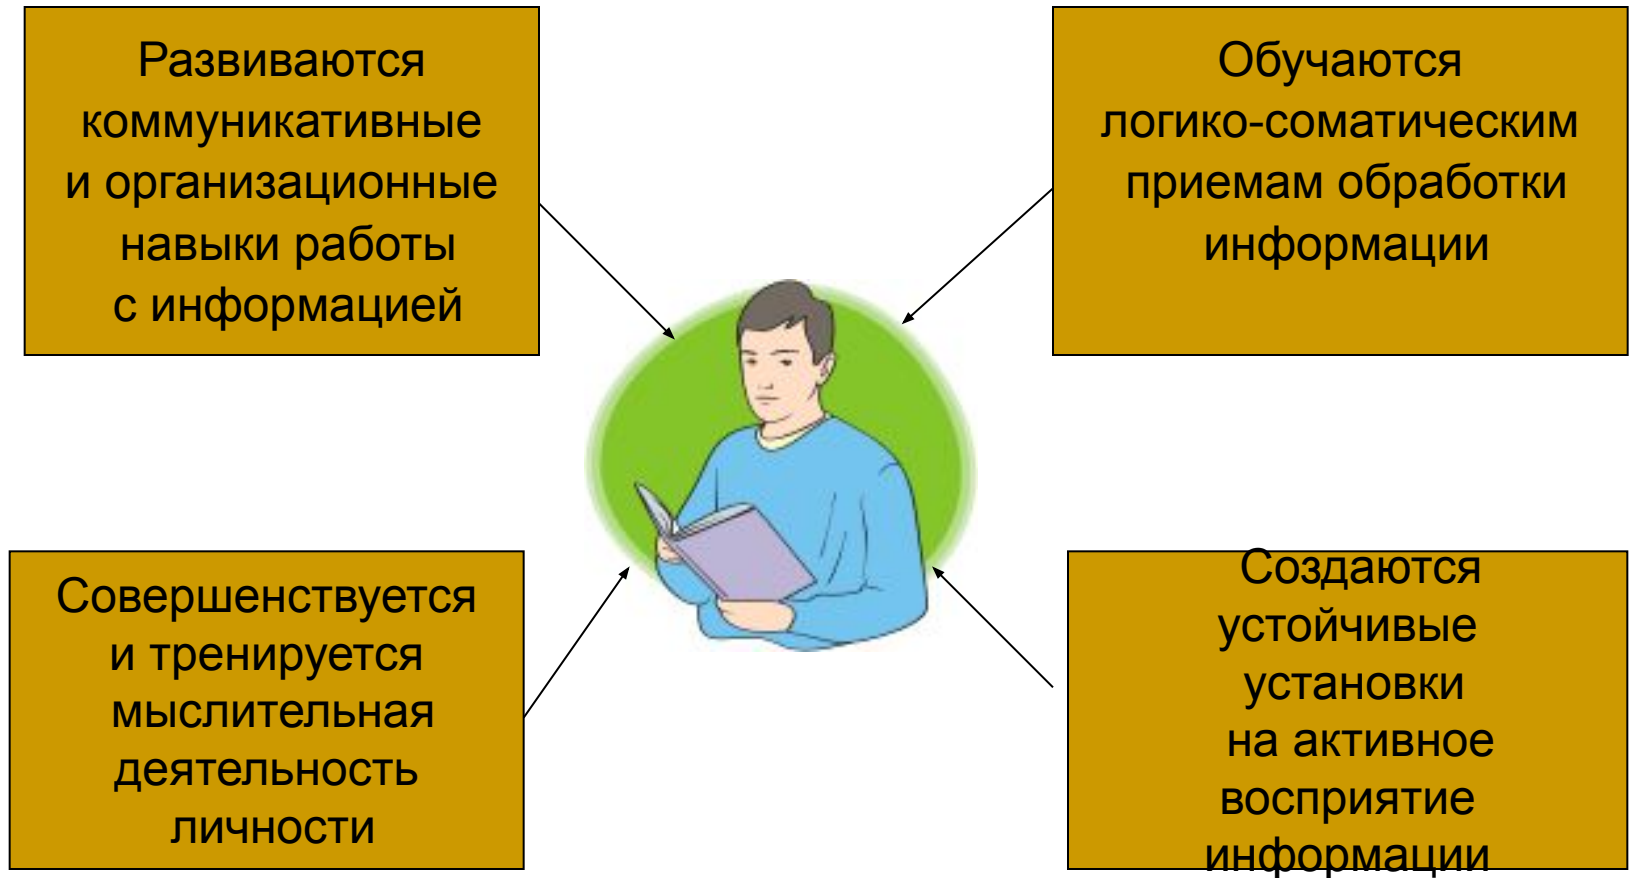 Развиваются
коммуникативные
и организационные
навыки работы
с информацией
Обучаются
логико-соматическим
приемам обработки
информации
Совершенствуется
и тренируется
мыслительная
деятельность
личности
Создаются
устойчивые
установки
на активное
восприятие
информации